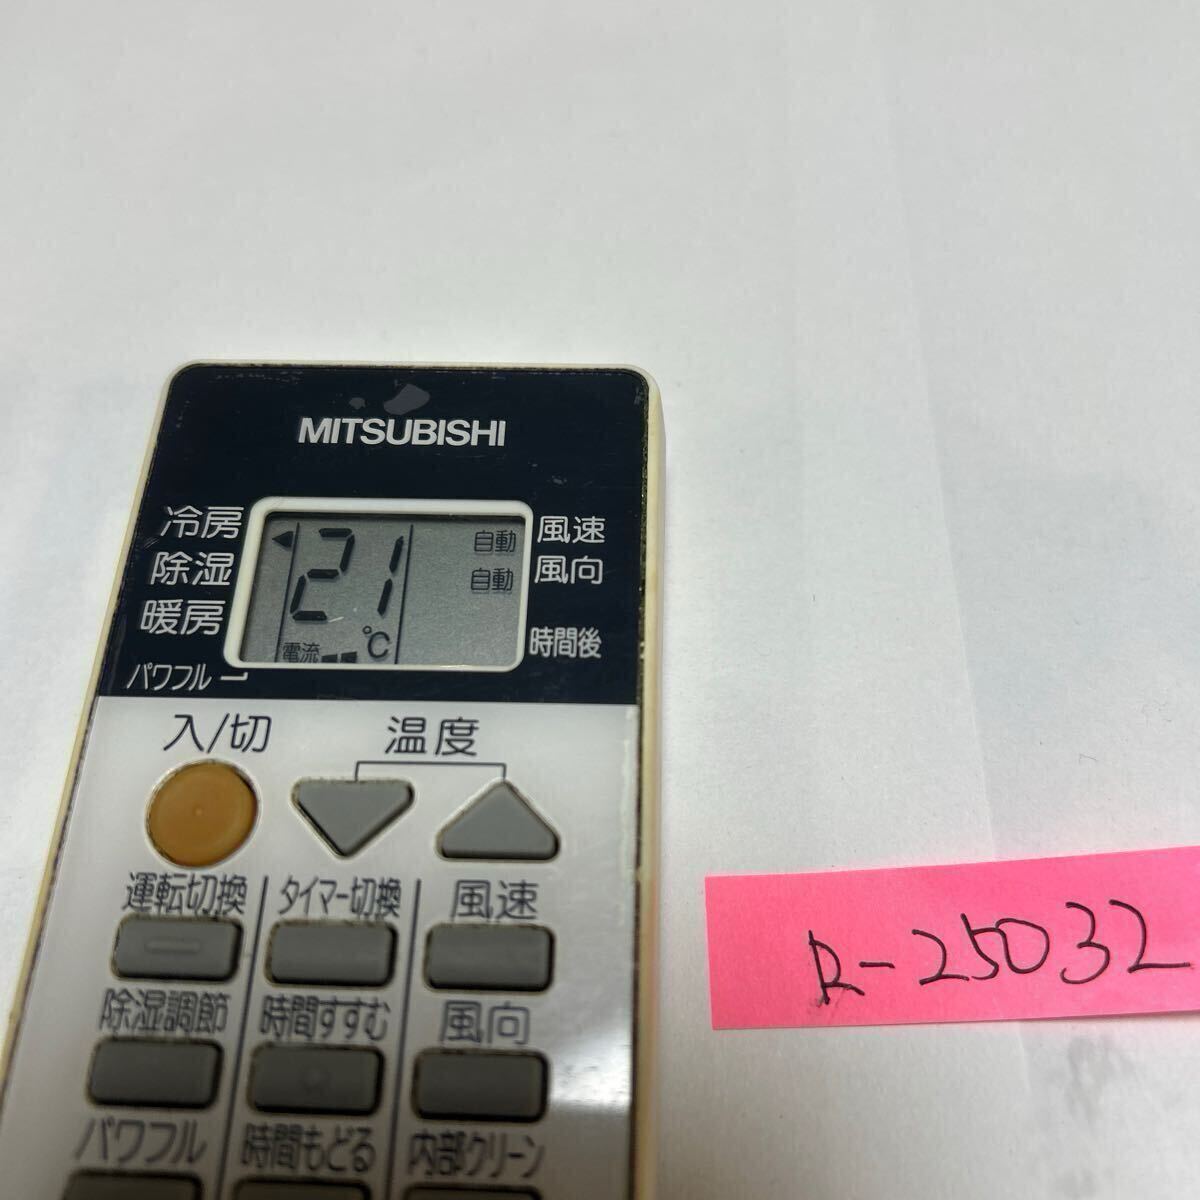 MITSUBISHI
冷房
除湿
暖房
パワフル
21℃
電流
自動
自動
風速
風向
時間後
入/切
温度
運転切換
タイマー切換
風速
除湿調節
時間すすむ
風向
パワフル
時間もどる
内部クリーン
R-25032